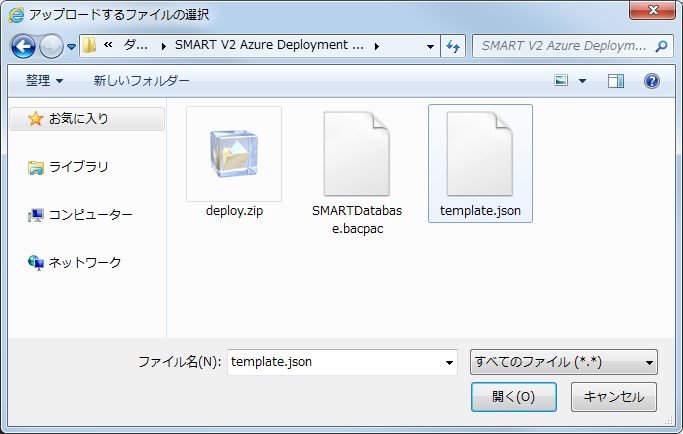 アップロードするファイルの選択
« ダ... SMART V2 Azure Deployment ... SMART V2 Azure Deploym...
整理 新しいフォルダー
お気に入り
ライブラリ
コンピューター
ネットワーク
deploy.zip
SMARTDatabas
e.bacpac
template.json
ファイル名(N): template.json すべてのファイル (*.*)
開く(O) キャンセル